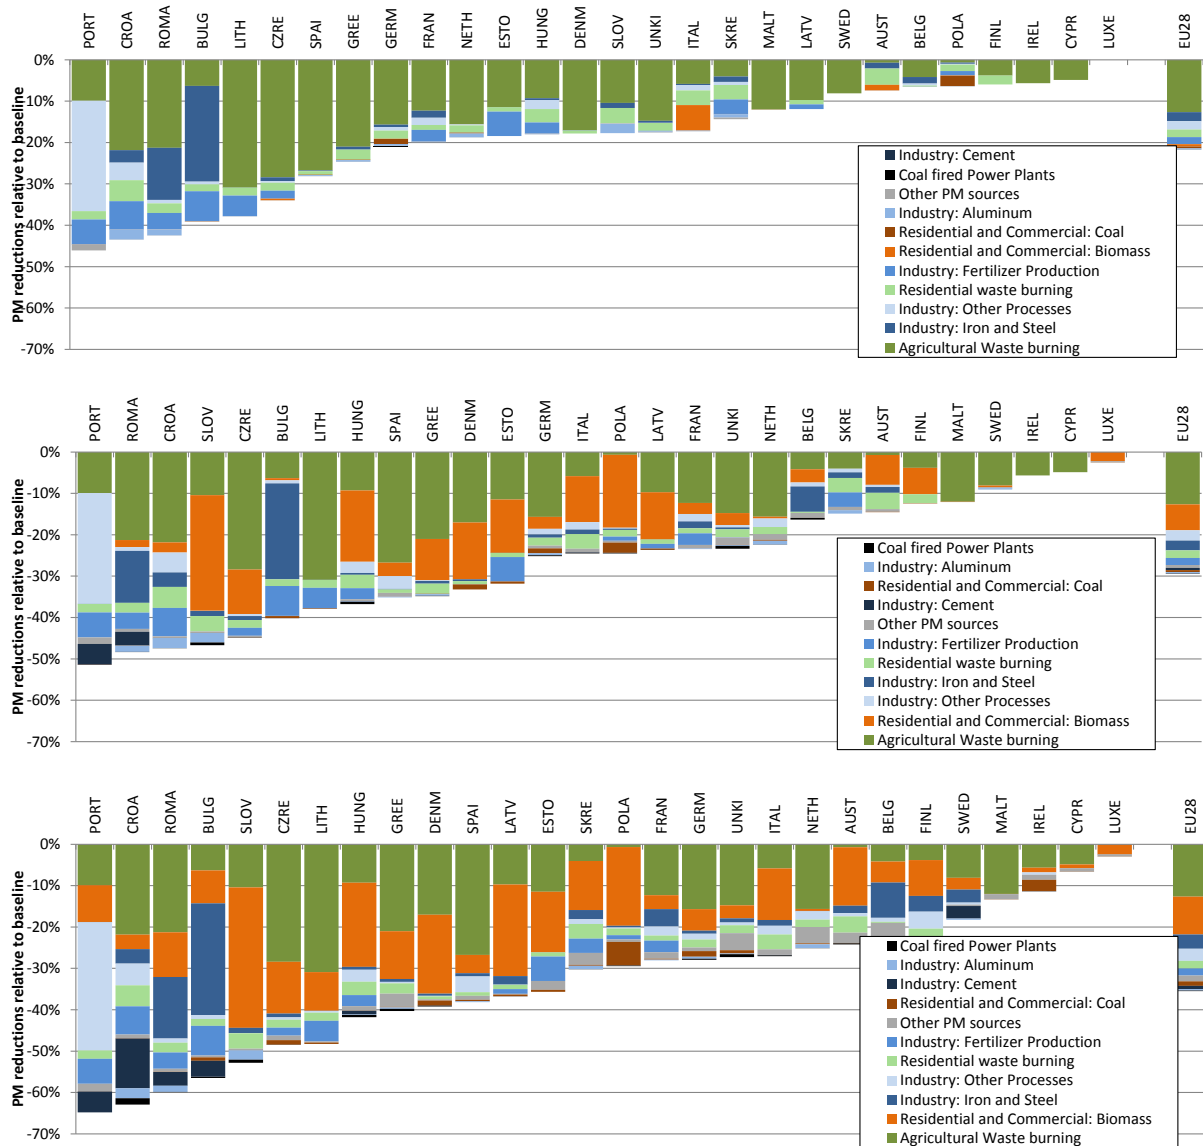 PORT CROA ROMA BULG LITH CZRE SPAI GREE GERM FRAN NETH ESTO HUNG DENM SLOV UNKI ITAL SKRE MALT LATV SWED AUST BELG POLA FINL IREL CYPR LUXE EU28
PM reductions relative to baseline
0%
-10%
-20%
-30%
-40%
-50%
-60%
-70%
Industry: Cement
Coal fired Power Plants
Other PM sources
Industry: Aluminum
Residential and Commercial: Coal
Residential and Commercial: Biomass
Industry: Fertilizer Production
Residential waste burning
Industry: Other Processes
Industry: Iron and Steel
Agricultural Waste burning
PORT ROMA CROA SLOV CZRE BULG LITH HUNG SPAI GREE DENM ESTO GERM ITAL POLA LATV FRAN UNKI NETH BELG SKRE AUST FINL MALT SWED IREL CYPR LUXE EU28
PM reductions relative to baseline
0%
-10%
-20%
-30%
-40%
-50%
-60%
-70%
Coal fired Power Plants
Industry: Aluminum
Residential and Commercial: Coal
Industry: Cement
Other PM sources
Industry: Fertilizer Production
Residential waste burning
Industry: Iron and Steel
Industry: Other Processes
Residential and Commercial: Biomass
Agricultural Waste burning
PORT CROA ROMA BULG SLOV CZRE LITH HUNG GREE DENM SPAI LATV ESTO SKRE POLA FRAN GERM UNKI ITAL NETH AUST BELG FINL SWED MALT IREL CYPR LUXE EU28
PM reductions relative to baseline
0%
-10%
-20%
-30%
-40%
-50%
-60%
-70%
Coal fired Power Plants
Industry: Aluminum
Industry: Cement
Residential and Commercial: Coal
Other PM sources
Industry: Fertilizer Production
Residential waste burning
Industry: Other Processes
Industry: Iron and Steel
Residential and Commercial: Biomass
Agricultural Waste burning